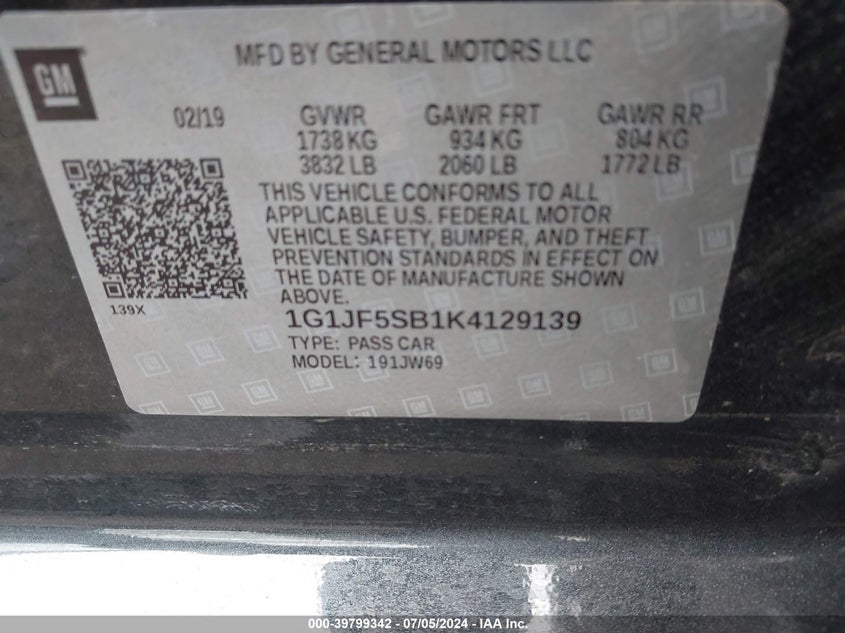 GM
MFD BY GENERAL MOTORS LLC
02/19 GVWR GAWR FRT GAWR RR
1738 KG 934 KG 804 KG
3832 LB 2060 LB 1772 LB
THIS VEHICLE CONFORMS TO ALL
APPLICABLE U.S. FEDERAL MOTOR
VEHICLE SAFETY, BUMPER, AND THEFT
PREVENTION STANDARDS IN EFFECT ON
THE DATE OF MANUFACTURE SHOWN
ABOVE.
139X
1G1JF5SB1K4129139
TYPE: PASS CAR
MODEL: 191JW69
000-39799342 - 07/05/2024 - IAA Inc.